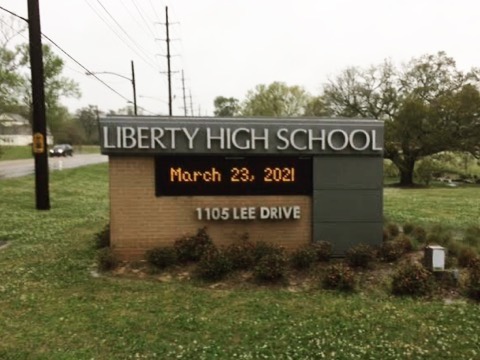 LIBERTY HIGH SCHOOL
March 23, 2021
1105 LEE DRIVE